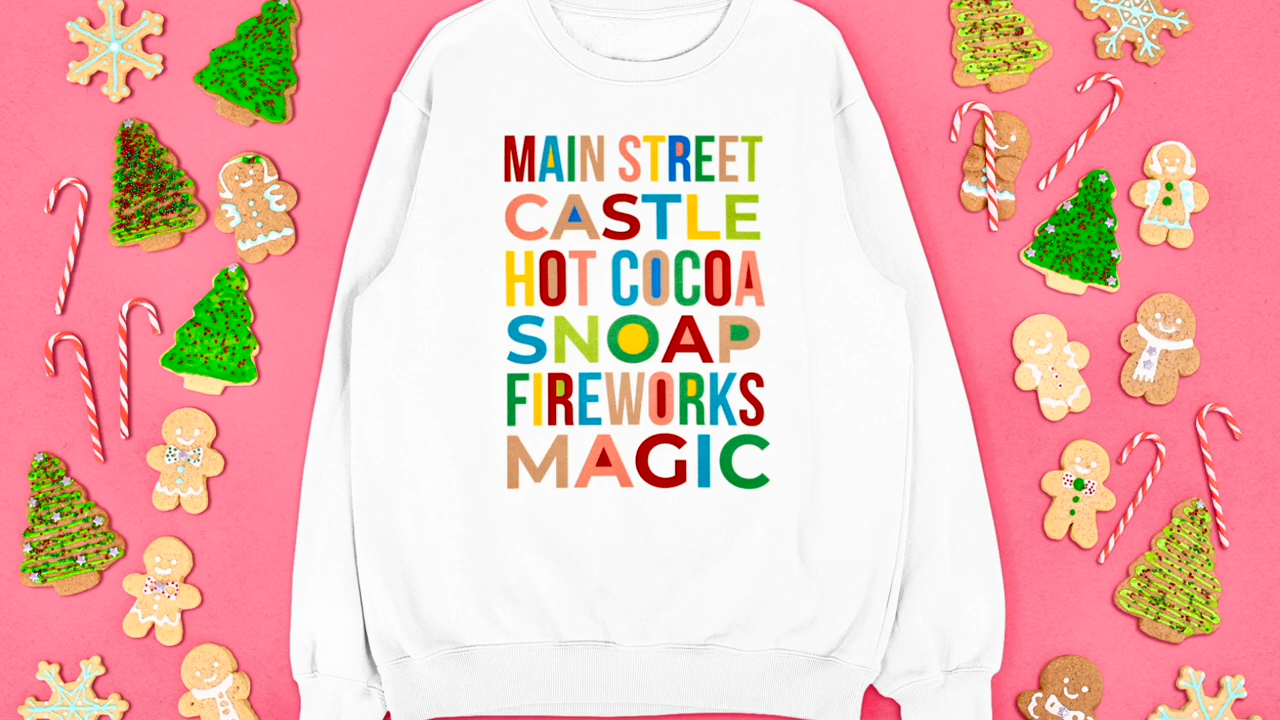 MAIN STREET
CASTLE
HOT COCOA
SNOAP
FIREWORKS
MAGIC